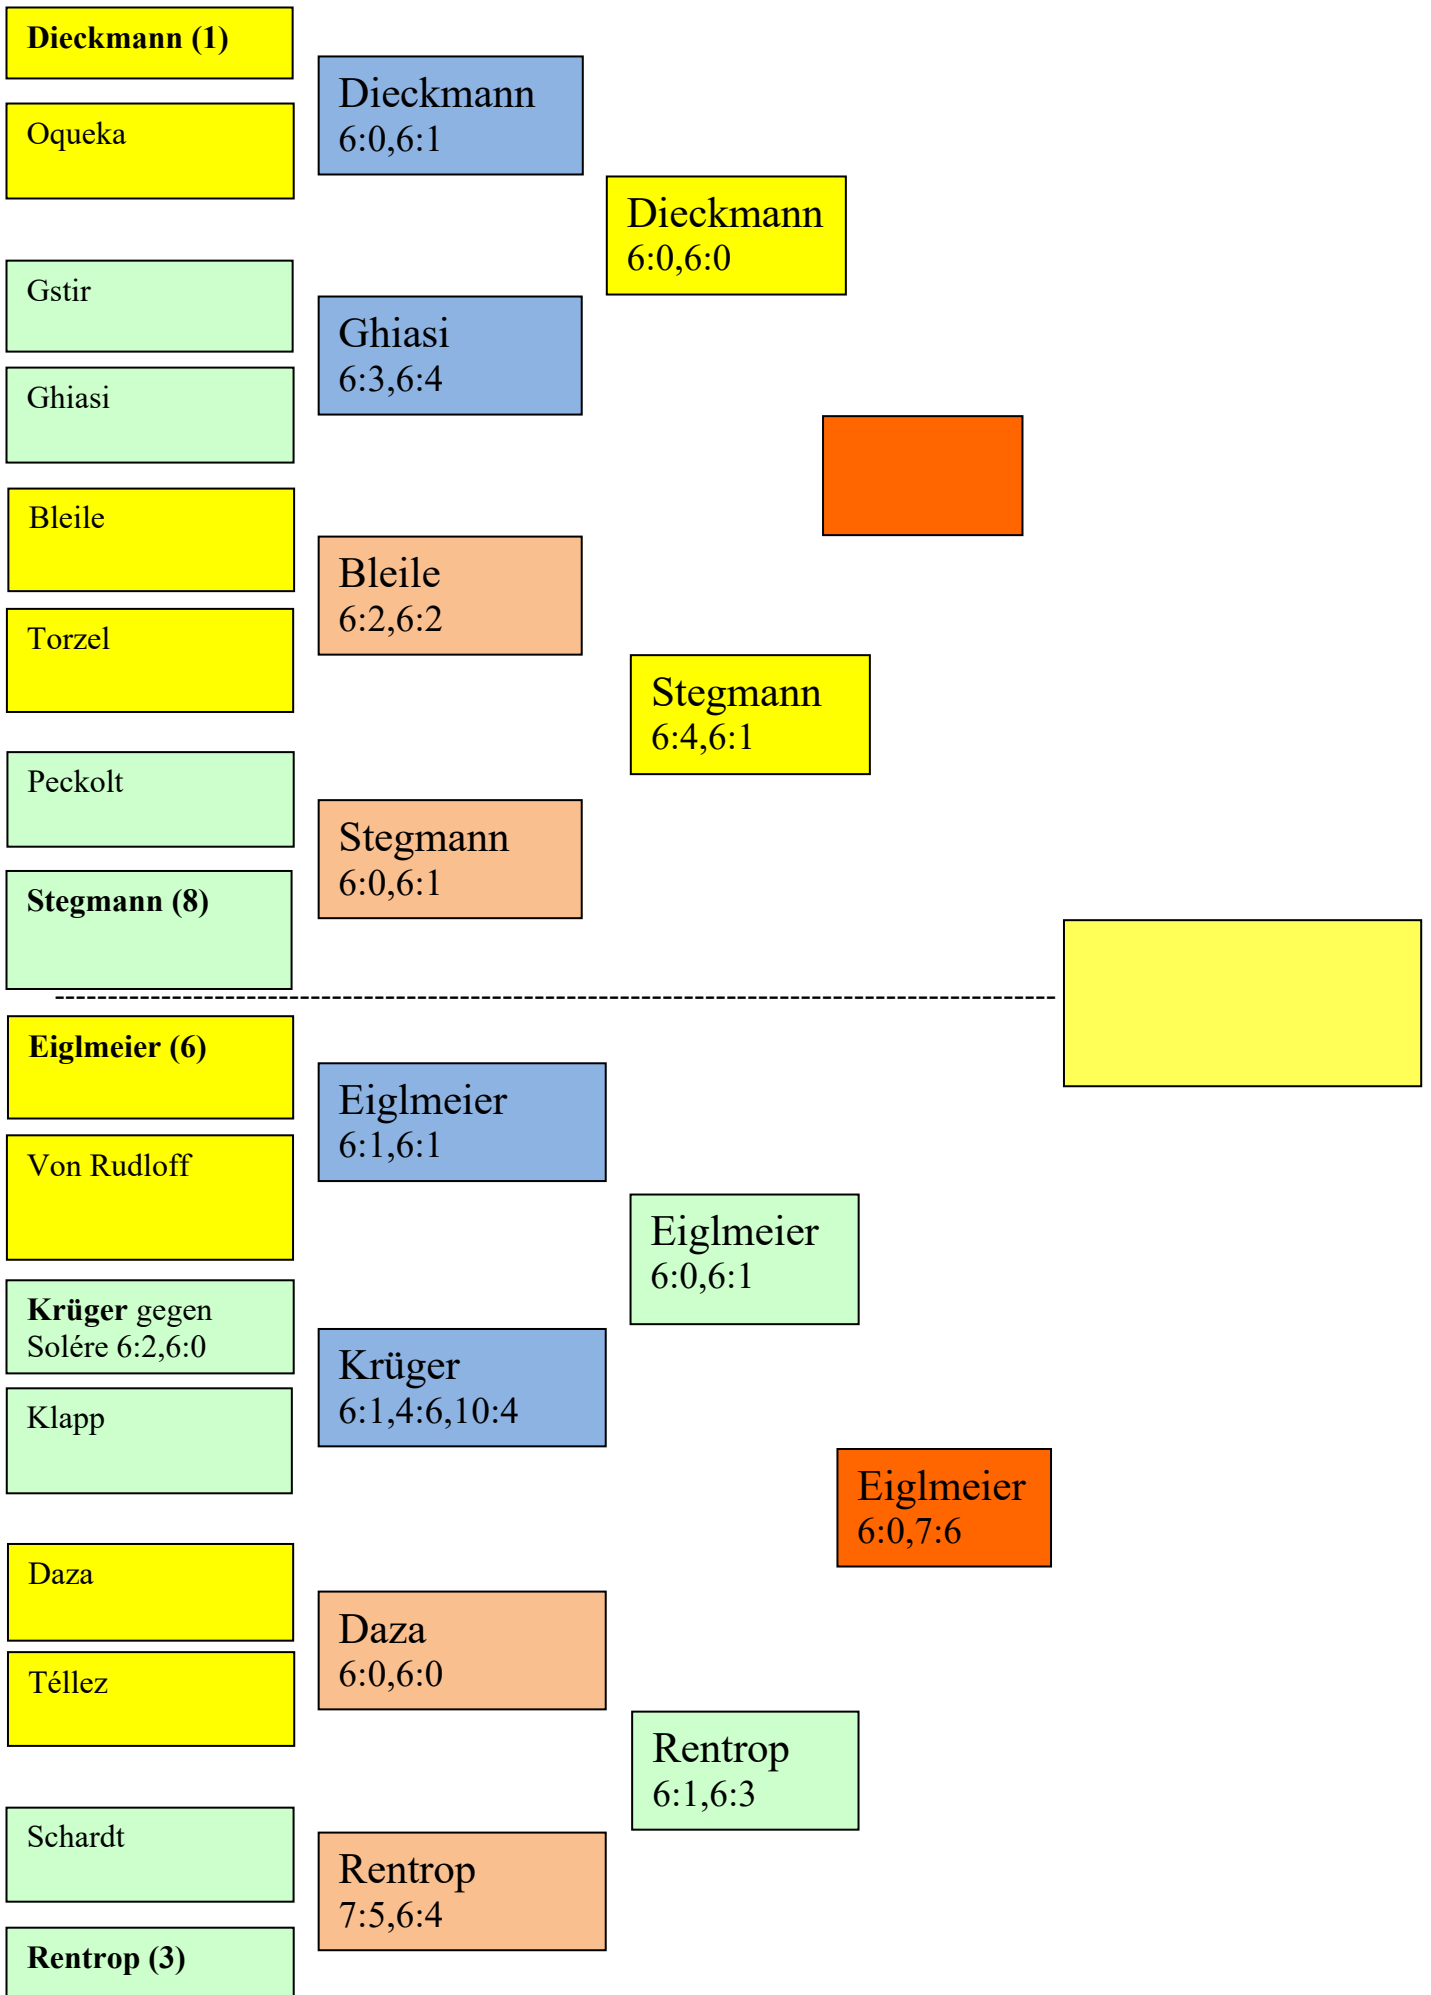 Dieckmann (1)
Oqueka
Gstir
Ghiasi
Bleile
Torzel
Peckolt
Stegmann (8)
Eiglmeier (6)
Von Rudloff
Krüger gegen
Solére 6:2,6:0
Klapp
Daza
Téllez
Schardt
Rentrop (3)
Dieckmann
6:0,6:1
Ghiasi
6:3,6:4
Bleile
6:2,6:2
Stegmann
6:0,6:1
Eiglmeier
6:1,6:1
Krüger
6:1,4:6,10:4
Daza
6:0,6:0
Rentrop
7:5,6:4
Dieckmann
6:0,6:0
Stegmann
6:4,6:1
Eiglmeier
6:0,6:1
Rentrop
6:1,6:3
Eiglmeier
6:0,7:6